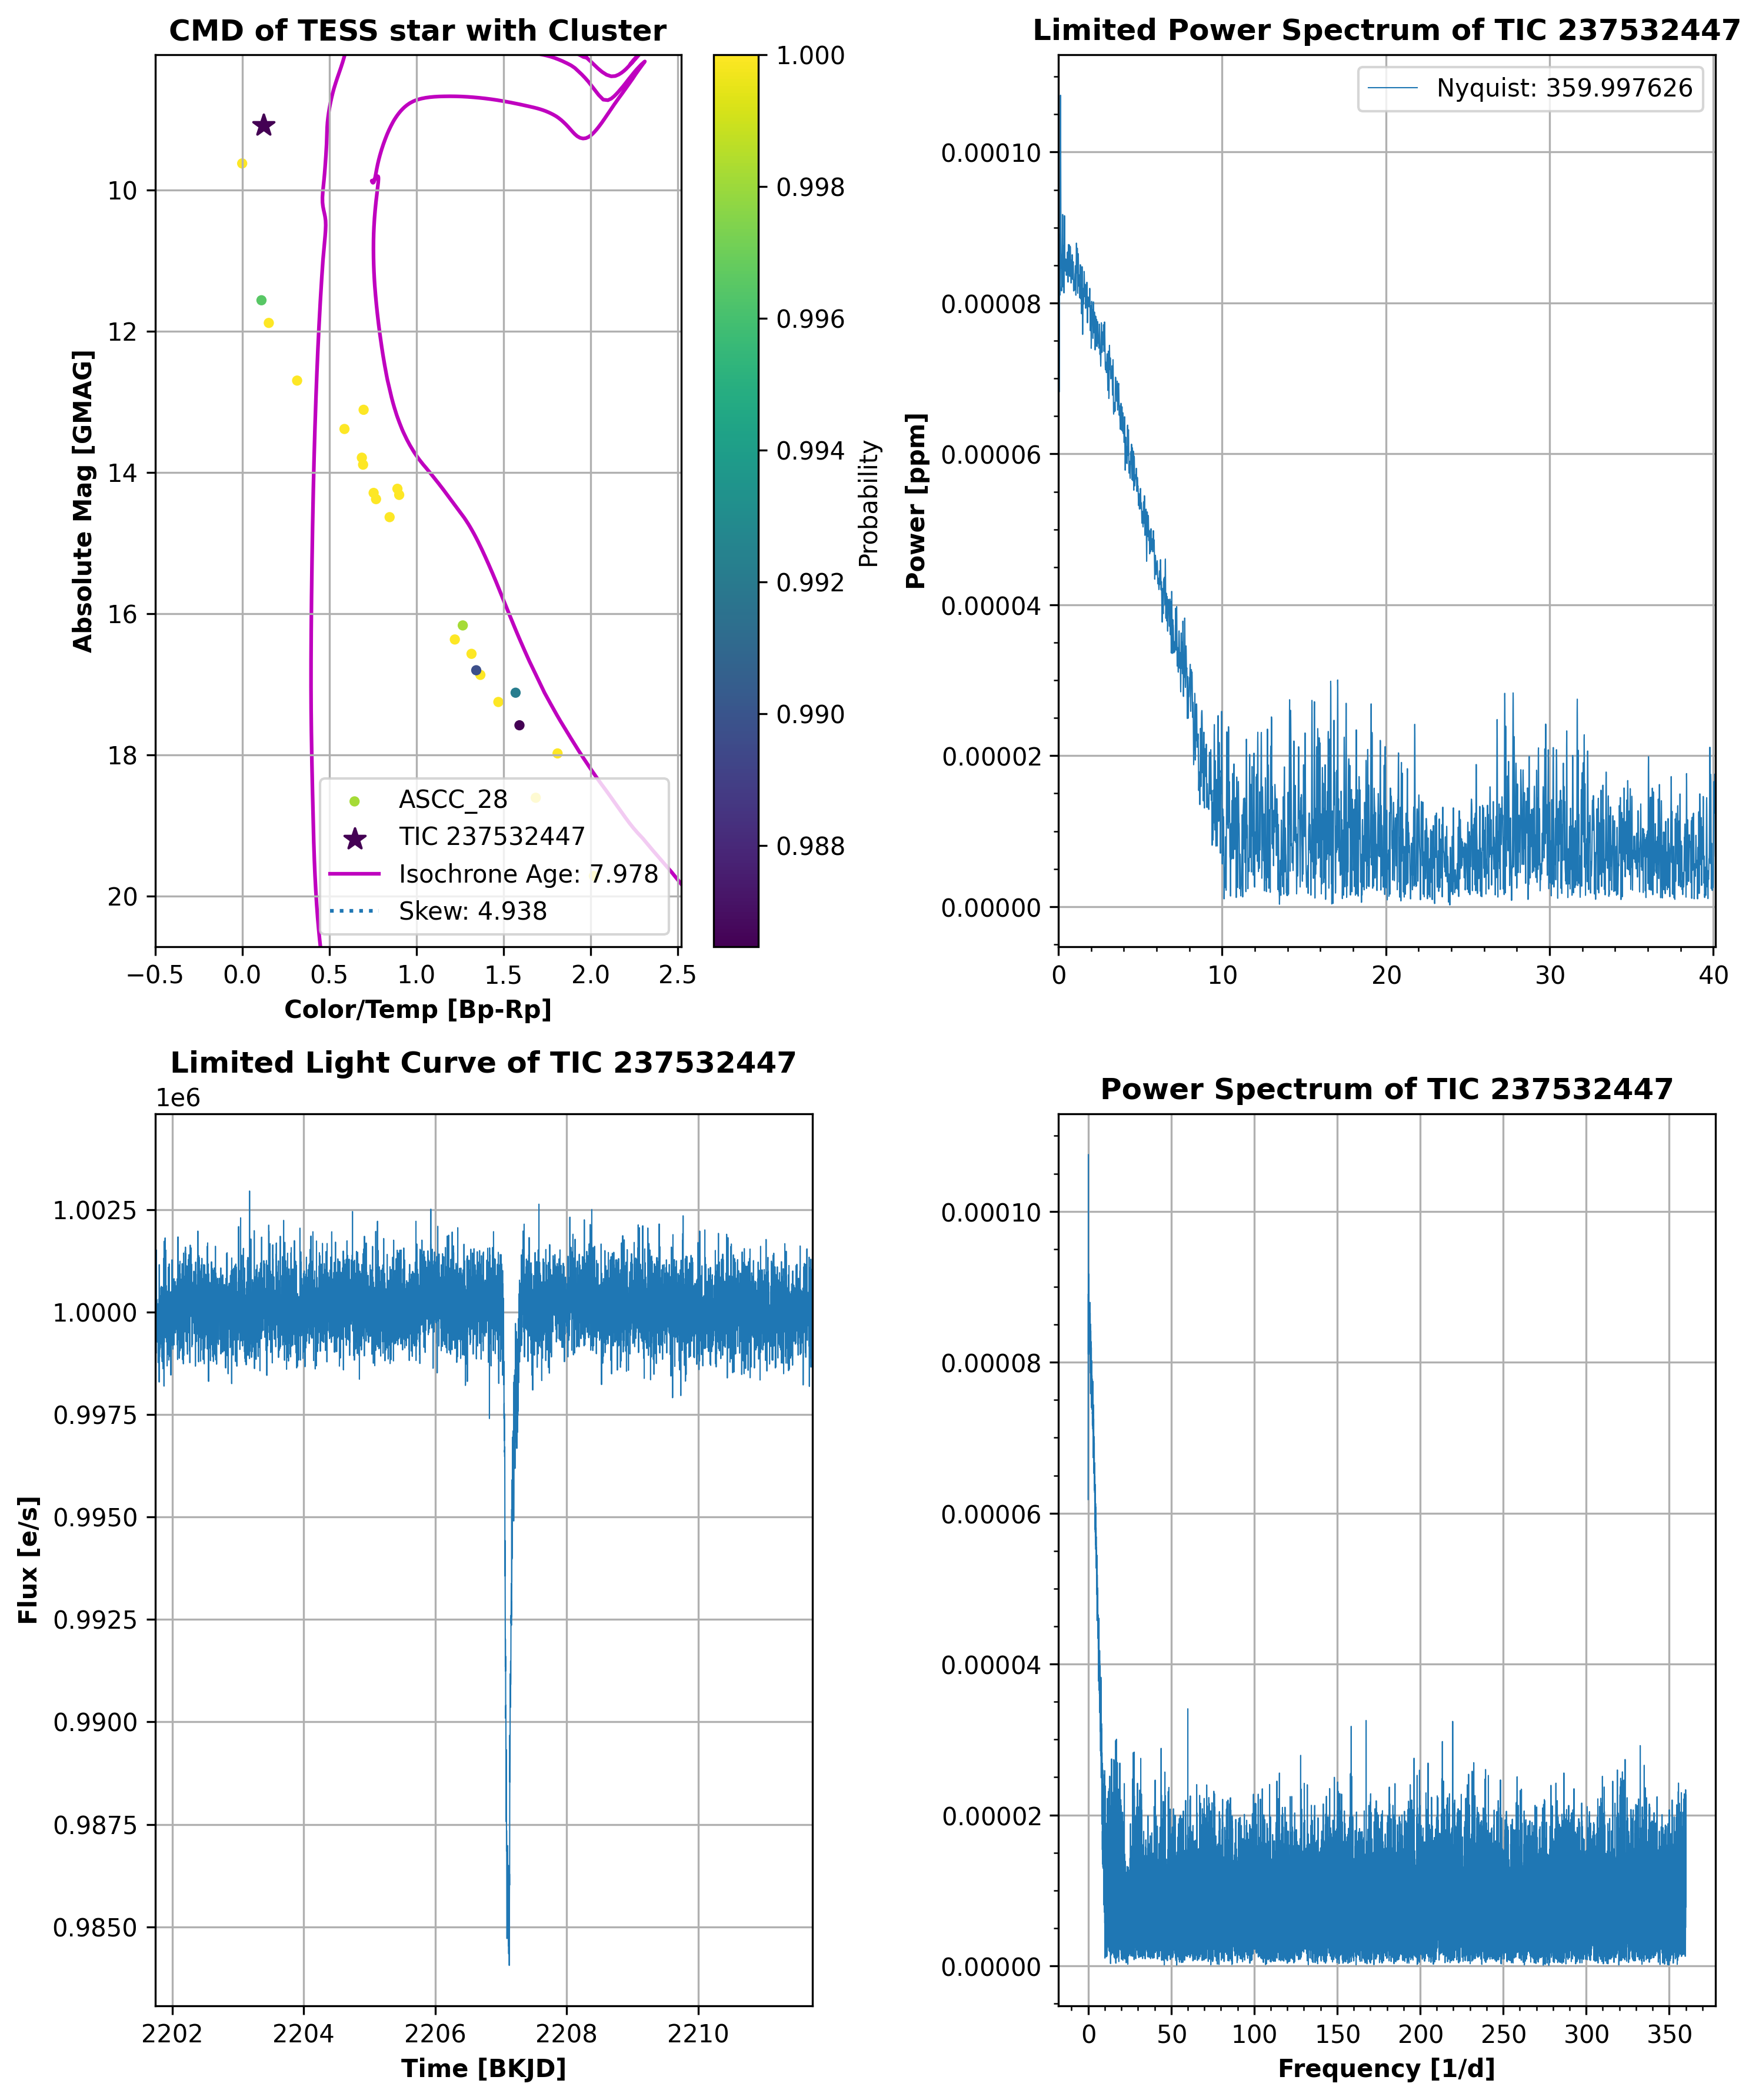 CMD of TESS star with Cluster
10
12
14
16
18
20
Absolute Mag [GMAG]
−0.5 0.0 0.5 1.0 1.5 2.0 2.5
Color/Temp [Bp-Rp]
ASCC_28
TIC 237532447
Isochrone Age: 7.978
Skew: 4.938
1.000
0.998
0.996
0.994
0.992
0.990
0.988
Probability
Limited Power Spectrum of TIC 237532447
Nyquist: 359.997626
0.00010
0.00008
0.00006
0.00004
0.00002
0.00000
Power [ppm]
0 10 20 30 40
Limited Light Curve of TIC 237532447
1e6
1.0025
1.0000
0.9975
0.9950
0.9925
0.9900
0.9875
0.9850
Flux [e/s]
2202 2204 2206 2208 2210
Time [BKJD]
Power Spectrum of TIC 237532447
0.00010
0.00008
0.00006
0.00004
0.00002
0.00000
0 50 100 150 200 250 300 350
Frequency [1/d]